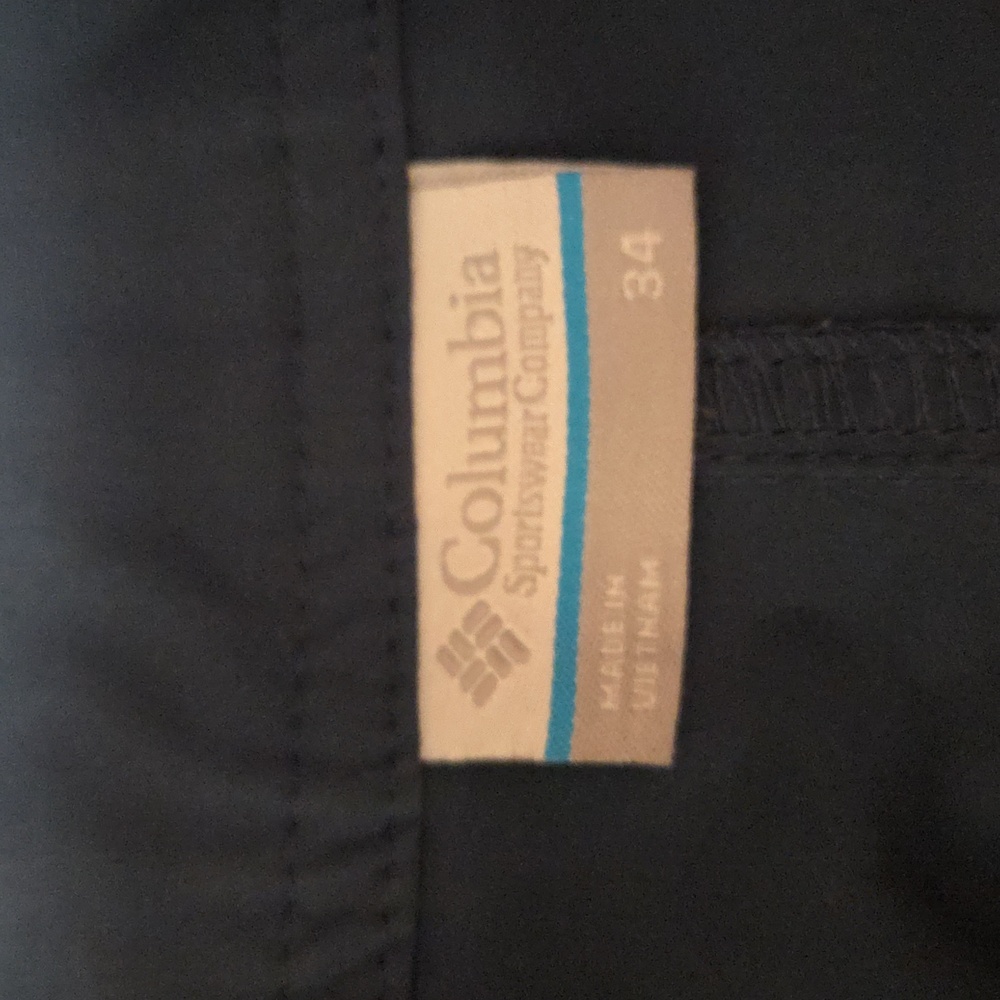 Columbia
Sportswear Company
MADE IN
VIETNAM
34